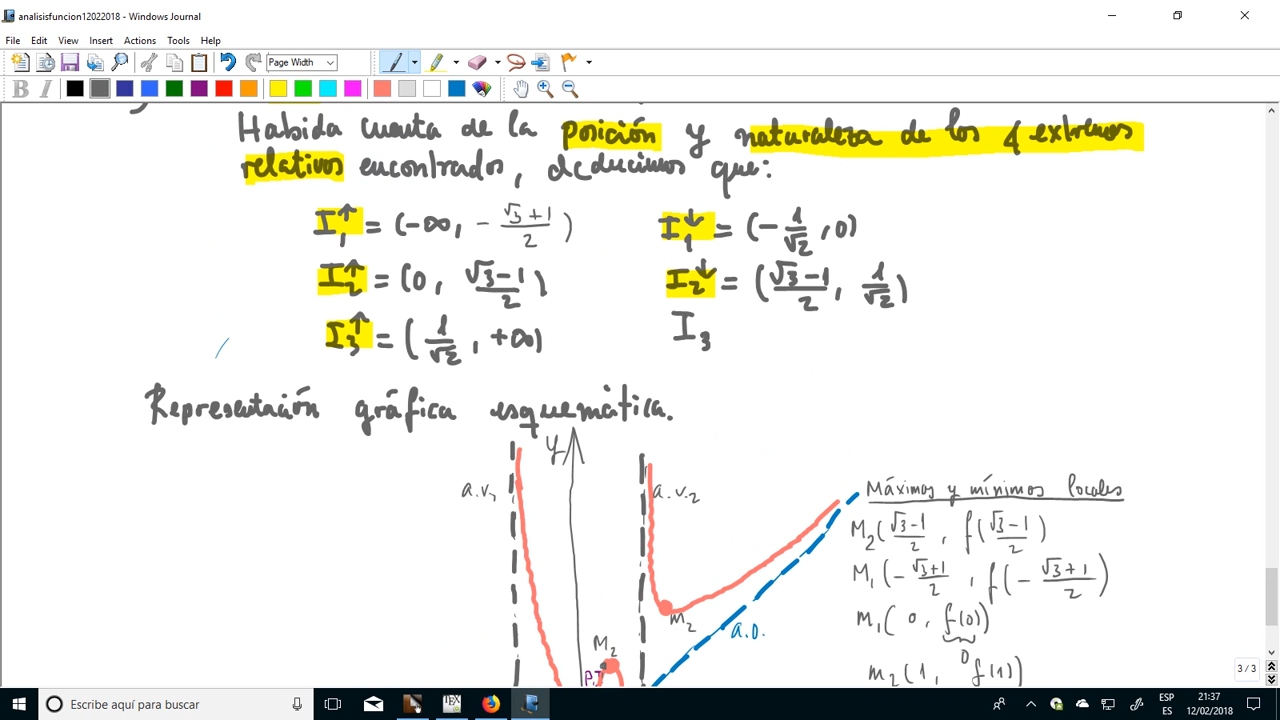 analisisfuncion12022018 - Windows Journal
File Edit View Insert Actions Tools Help
Page Width
B I
Habida cuenta de la posición y naturaleza de los 4 extremos
relativos encontrados, deducimos que:
I₁↑ = (-∞, -(√3+1)/2) I₁↓ = (-1/√2, 0)
I₂↑ = (0, (√3-1)/2) I₂↓ = ((√3-1)/2, 1/√2)
I₃↑ = (1/√2, +∞) I₃
Representación gráfica esquemática.
y
a.v.₁ a.v.₂
Máximos y mínimos locales
M₂((√3-1)/2, f((√3-1)/2)
M₁(-(√3+1)/2, f(-(√3+1)/2)
m₁(0, f(0))
0
m₂(1, f(1))
m₂
a.o.
M₂
P.I
3 / 3
Escribe aquí para buscar
ESP
ES
21:37
12/02/2018